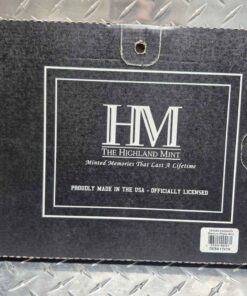 HM
THE HIGHLAND MINT
Minted Memories That Last A Lifetime
PROUDLY MADE IN THE USA - OFFICIALLY LICENSED